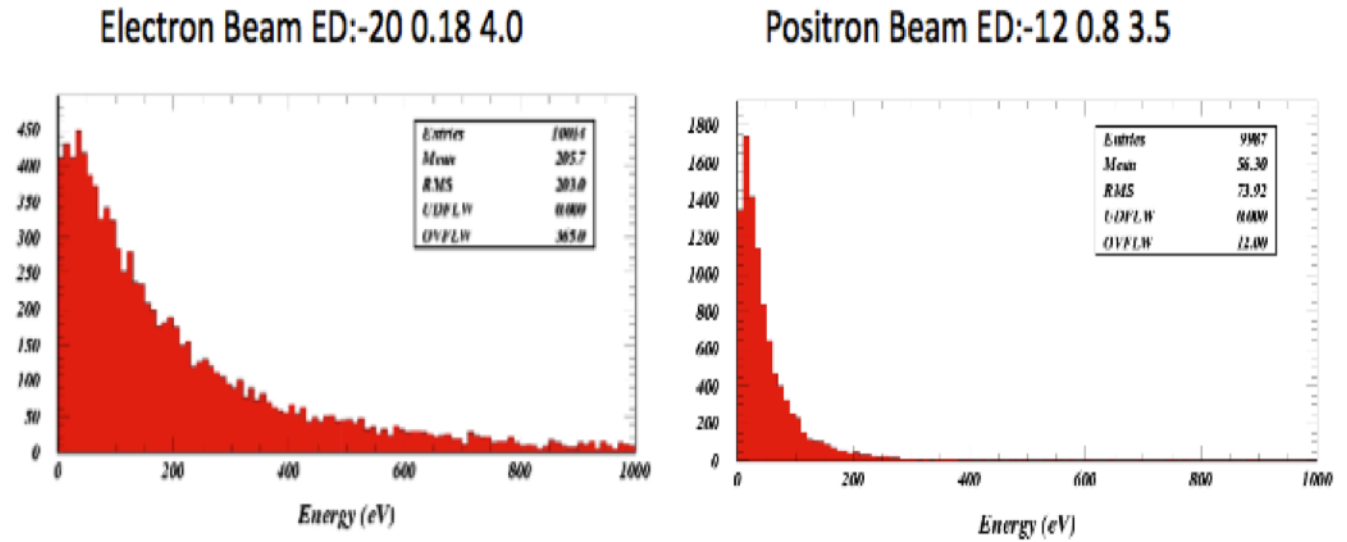 Electron Beam ED:-20 0.18 4.0
450
400
350
300
250
200
150
100
50
0
Entries 10014
Mean 205.7
RMS 203.0
UDFLW 0.000
OVFLW 365.0
0 200 400 600 800 1000
Energy (eV)
Positron Beam ED:-12 0.8 3.5
1800
1600
1400
1200
1000
800
600
400
200
0
Entries 9987
Mean 56.30
RMS 73.92
UDFLW 0.000
OVFLW 12.00
0 200 400 600 800 1000
Energy (eV)